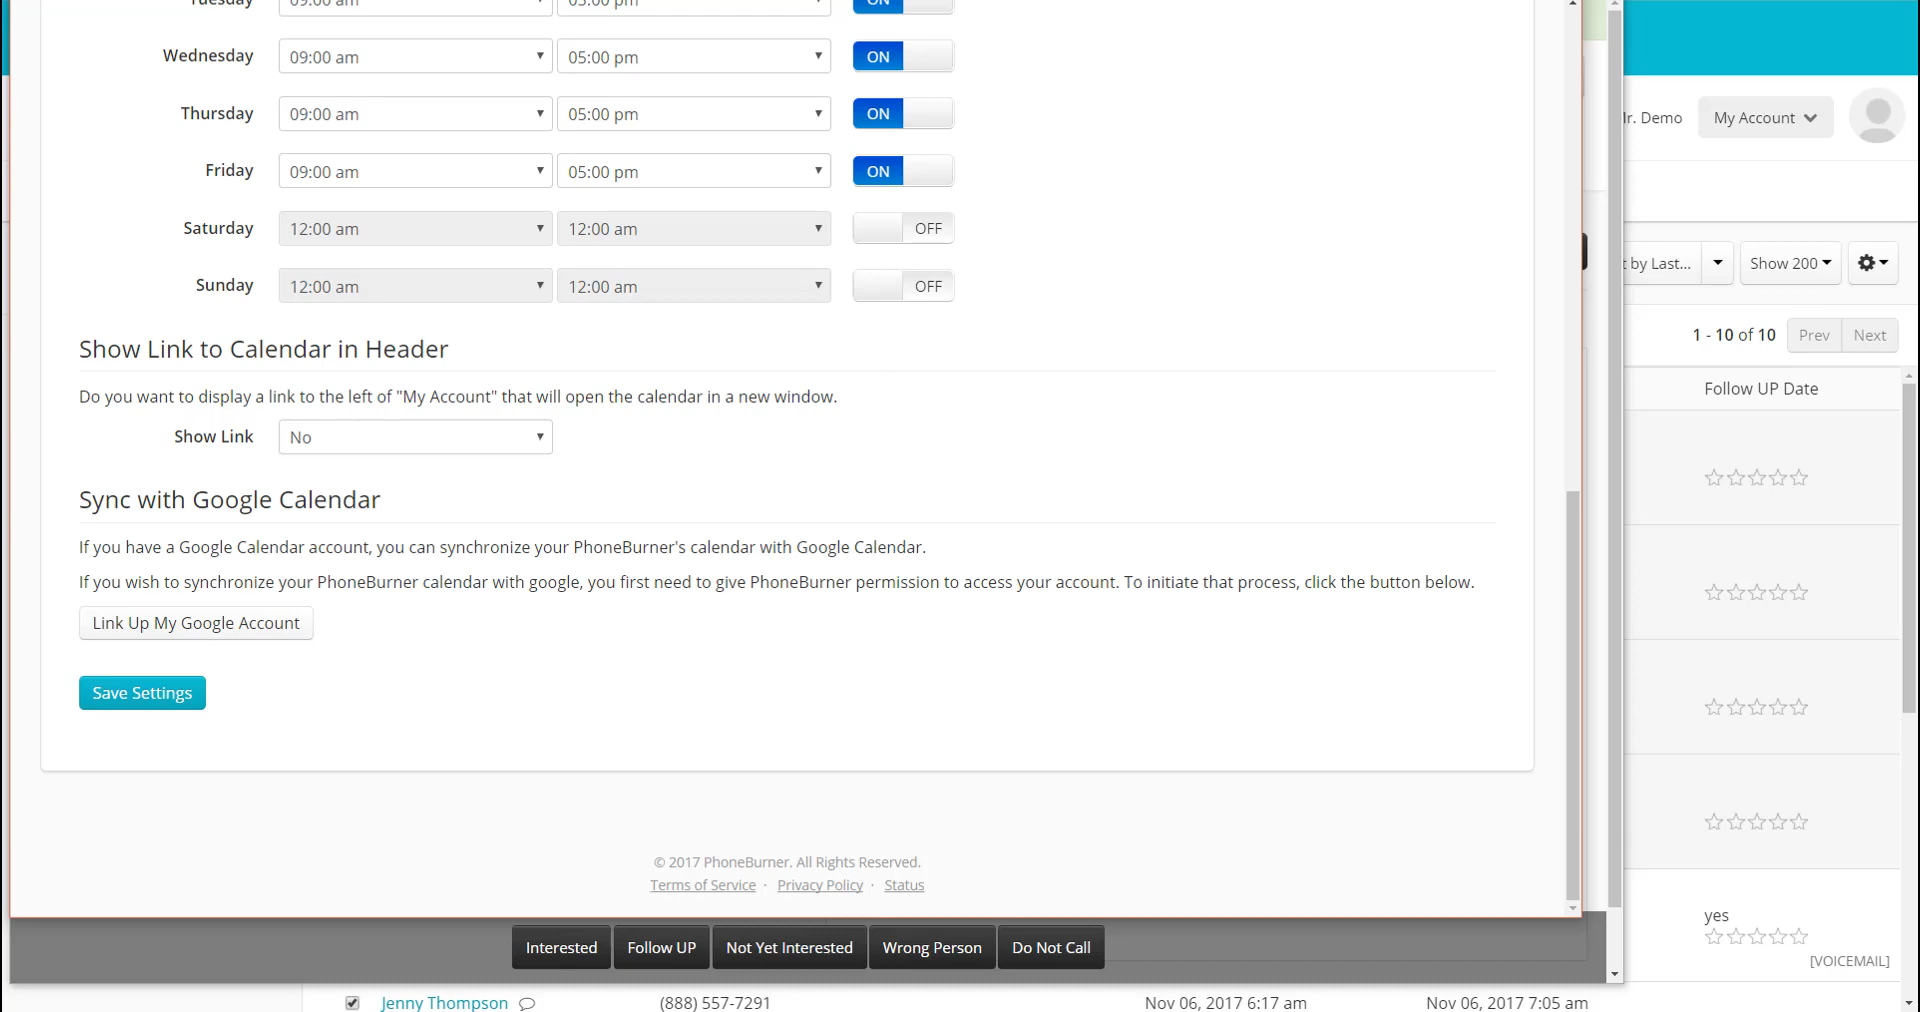 Tuesday 09:00 am 05:00 pm ON
Wednesday 09:00 am 05:00 pm ON
Thursday 09:00 am 05:00 pm ON
Friday 09:00 am 05:00 pm ON
Saturday 12:00 am 12:00 am OFF
Sunday 12:00 am 12:00 am OFF
Show Link to Calendar in Header
Do you want to display a link to the left of "My Account" that will open the calendar in a new window.
Show Link No
Sync with Google Calendar
If you have a Google Calendar account, you can synchronize your PhoneBurner's calendar with Google Calendar.
If you wish to synchronize your PhoneBurner calendar with google, you first need to give PhoneBurner permission to access your account. To initiate that process, click the button below.
Link Up My Google Account
Save Settings
© 2017 PhoneBurner. All Rights Reserved.
Terms of Service · Privacy Policy · Status
Interested Follow UP Not Yet Interested Wrong Person Do Not Call
Jenny Thompson (888) 557-7291 Nov 06, 2017 6:17 am Nov 06, 2017 7:05 am
Demo My Account
by Last... Show 200
1 - 10 of 10 Prev Next
Follow UP Date
yes
[VOICEMAIL]